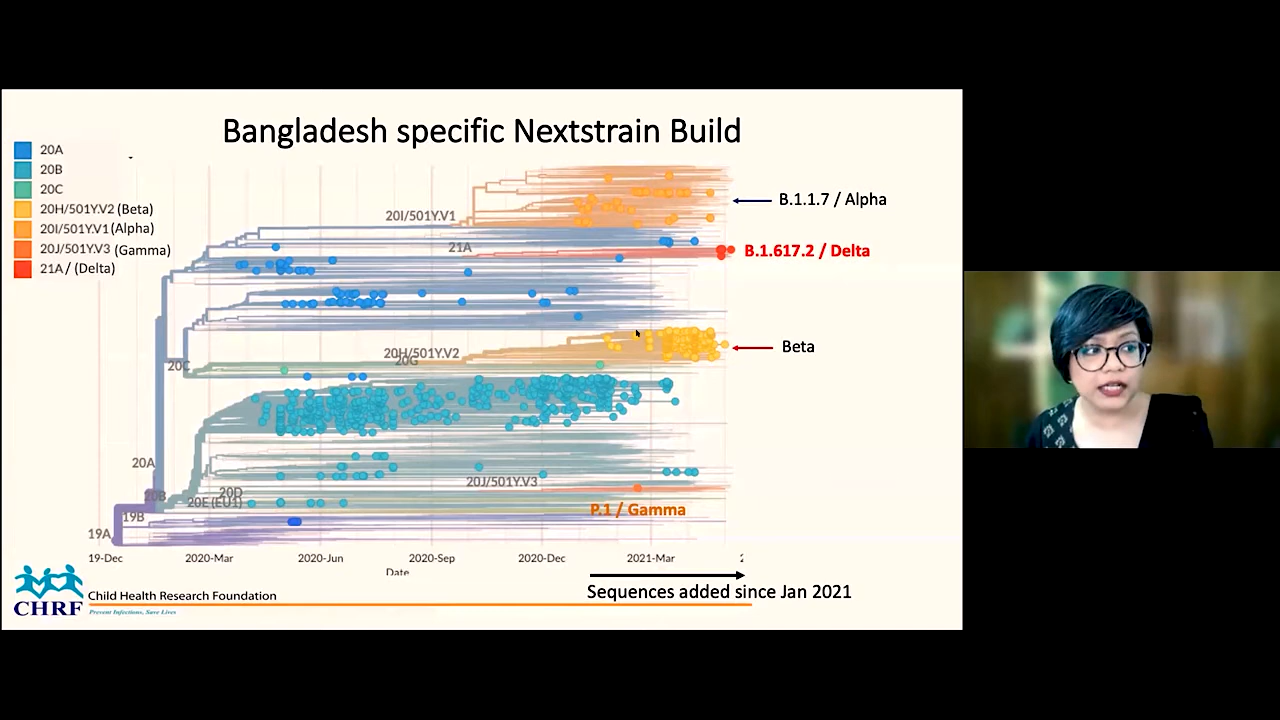 Bangladesh specific Nextstrain Build
20A
20B
20C
20H/501Y.V2 (Beta)
20I/501Y.V1 (Alpha)
20J/501Y.V3 (Gamma)
21A / (Delta)
20I/501Y.V1
B.1.1.7 / Alpha
21A
B.1.617.2 / Delta
20H/501Y.V2
20G
Beta
20C
20A
20J/501Y.V3
20B
20D
20E (EU1)
P.1 / Gamma
19B
19A
19-Dec
2020-Mar
2020-Jun
2020-Sep
2020-Dec
2021-Mar
Date
Sequences added since Jan 2021
CHRF
Child Health Research Foundation
Prevent Infections, Save Lives